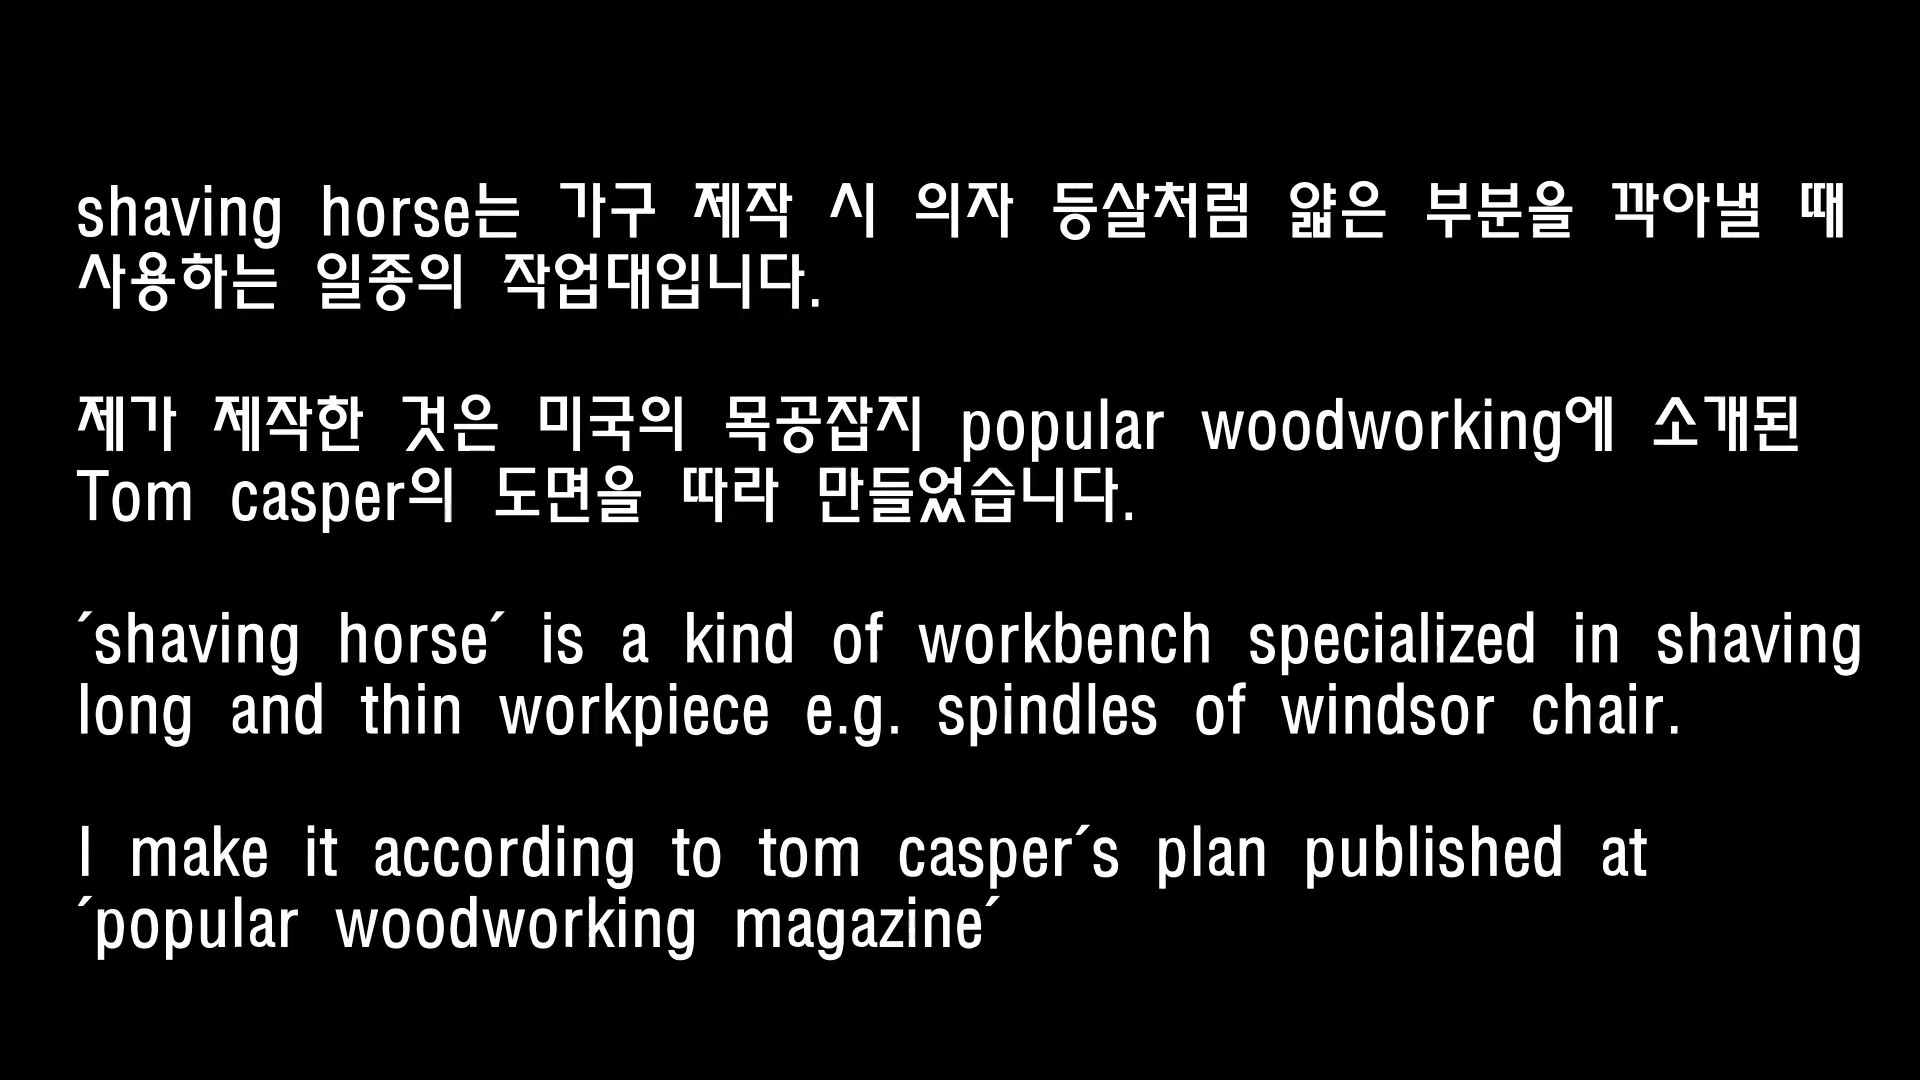 shaving horse는 가구 제작 시 의자 등살처럼 얇은 부분을 깍아낼 때
사용하는 일종의 작업대입니다.
제가 제작한 것은 미국의 목공잡지 popular woodworking에 소개된
Tom casper의 도면을 따라 만들었습니다.
´shaving horse´ is a kind of workbench specialized in shaving
long and thin workpiece e.g. spindles of windsor chair.
I make it according to tom casper´s plan published at
´popular woodworking magazine´